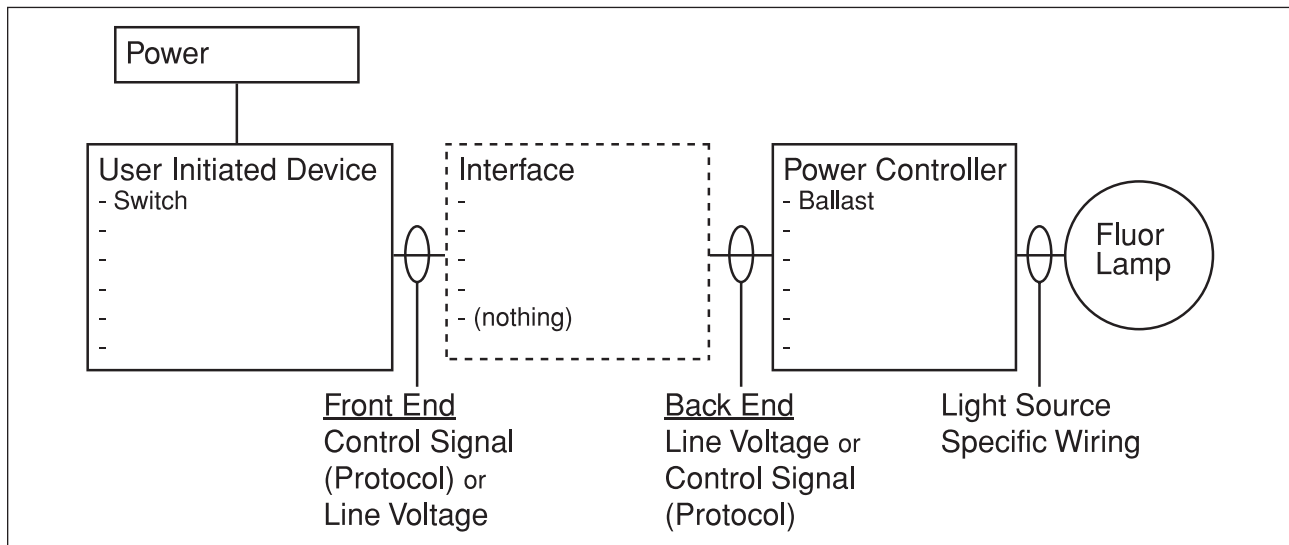 Power
User Initiated Device
- Switch
-
-
-
-
-
Interface
-
-
-
-
- (nothing)
Power Controller
- Ballast
-
-
-
-
-
Fluor
Lamp
Front End
Control Signal
(Protocol) or
Line Voltage
Back End
Line Voltage or
Control Signal
(Protocol)
Light Source
Specific Wiring